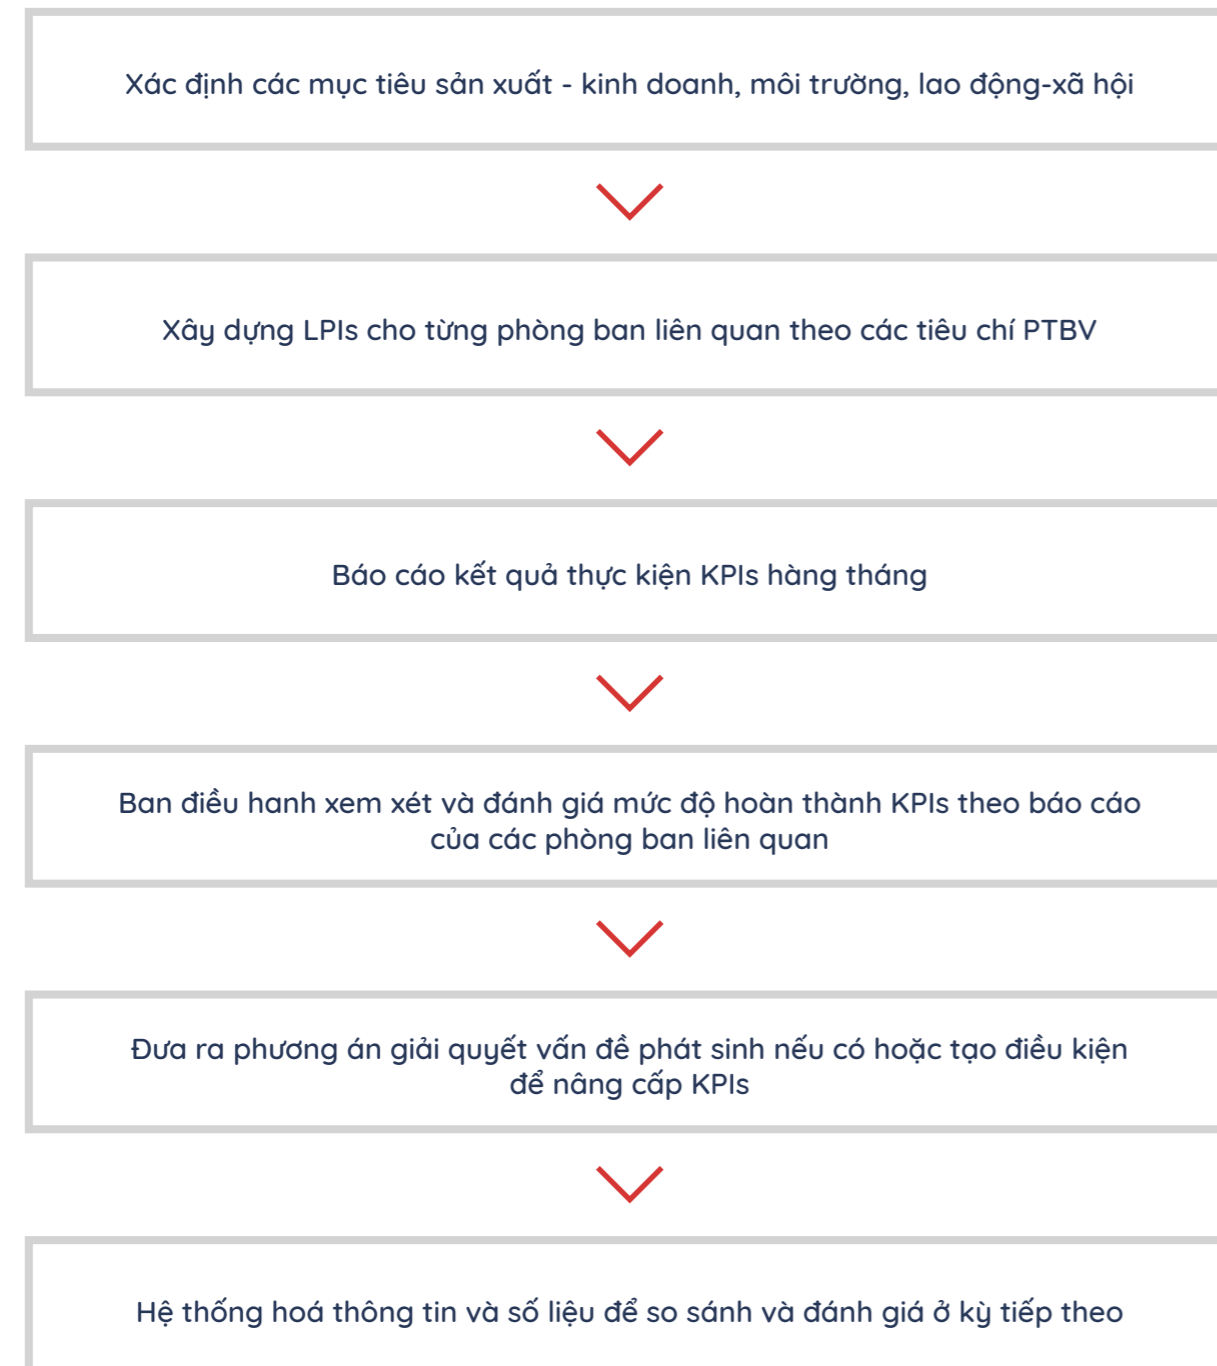 Xác định các mục tiêu sản xuất - kinh doanh, môi trường, lao động-xã hội
Xây dựng LPIs cho từng phòng ban liên quan theo các tiêu chí PTBV
Báo cáo kết quả thực kiện KPIs hàng tháng
Ban điều hanh xem xét và đánh giá mức độ hoàn thành KPIs theo báo cáo
của các phòng ban liên quan
Đưa ra phương án giải quyết vấn đề phát sinh nếu có hoặc tạo điều kiện
để nâng cấp KPIs
Hệ thống hoá thông tin và số liệu để so sánh và đánh giá ở kỳ tiếp theo